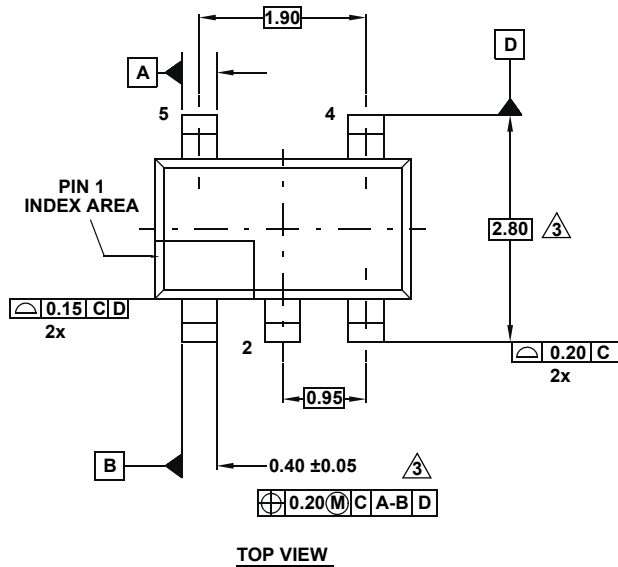 1.90
A
D
5
4
PIN 1
INDEX AREA
2.80 3
0.15 C D
2x
2
0.20 C
2x
0.95
B
0.40 ±0.05 3
0.20 M C A-B D
TOP VIEW